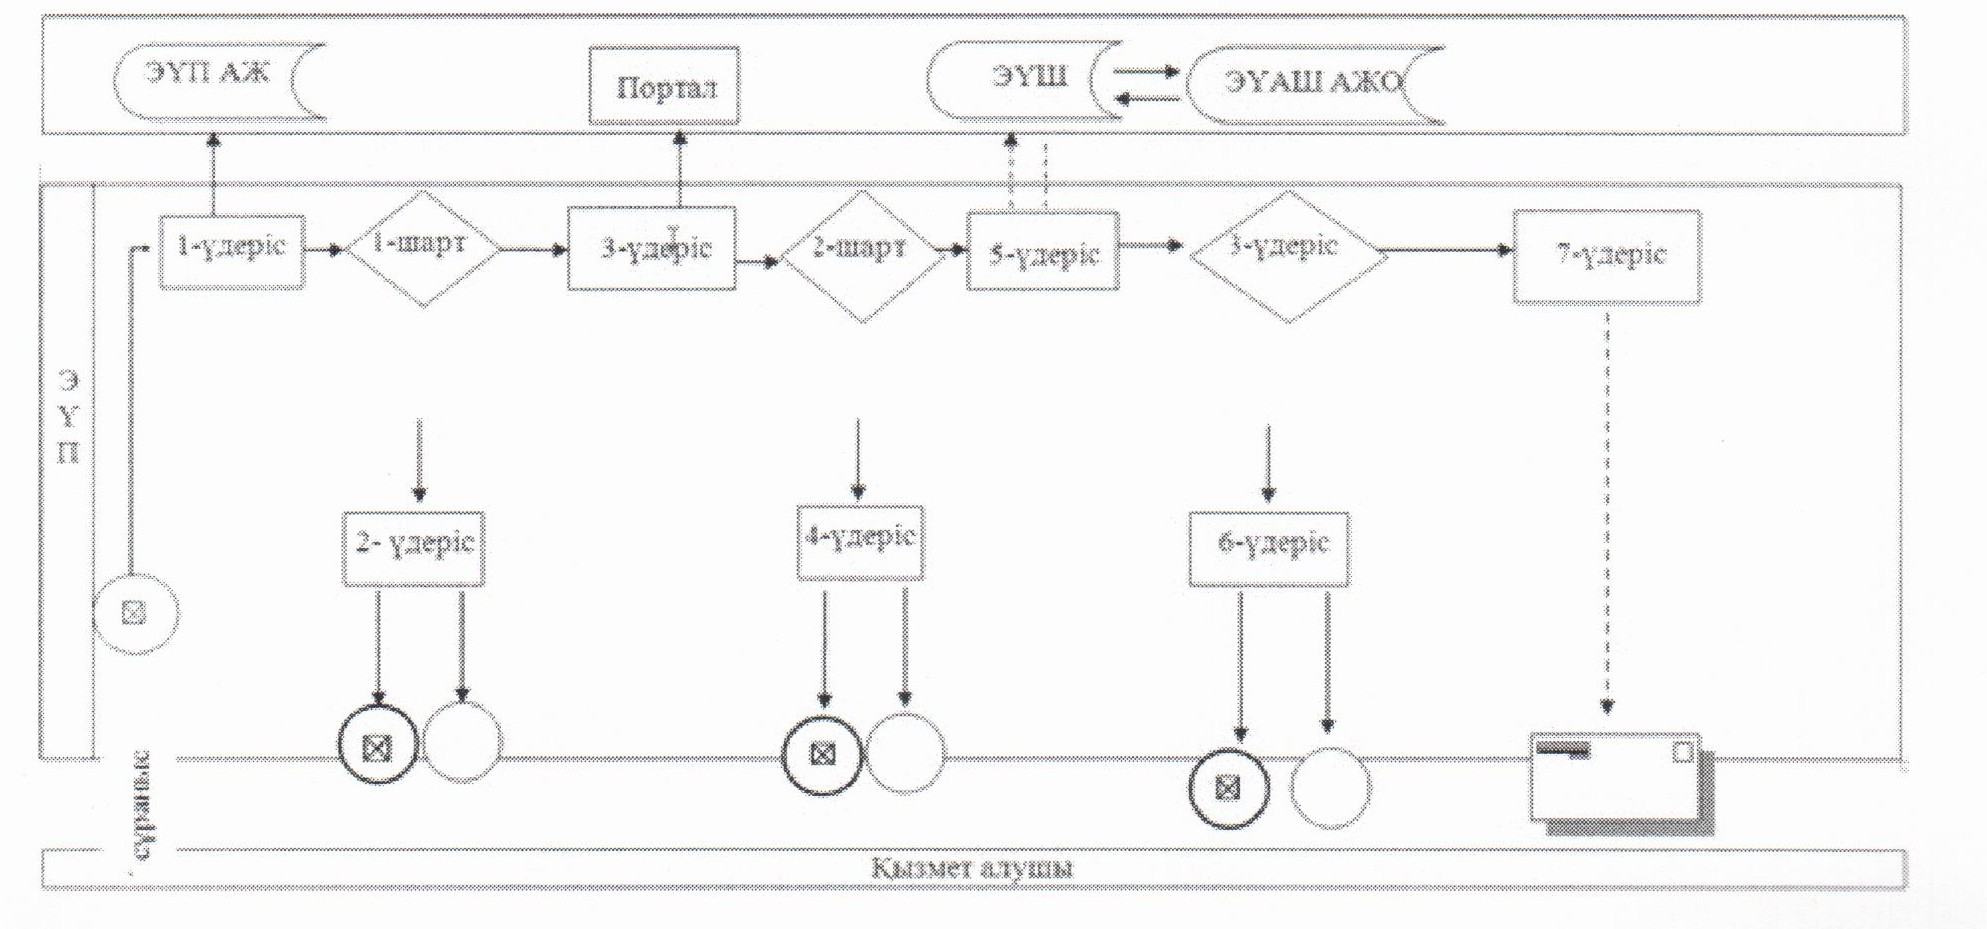 ЭҮП АЖ
Портал
ЭҮШ
ЭҮАШ АЖО
1-үдеріс
1-шарт
3-үдеріс
2-шарт
5-үдеріс
3-үдеріс
7-үдеріс
Э
Ү
П
2- үдеріс
4-үдеріс
6-үдеріс
сұраныс
Қызмет алушы